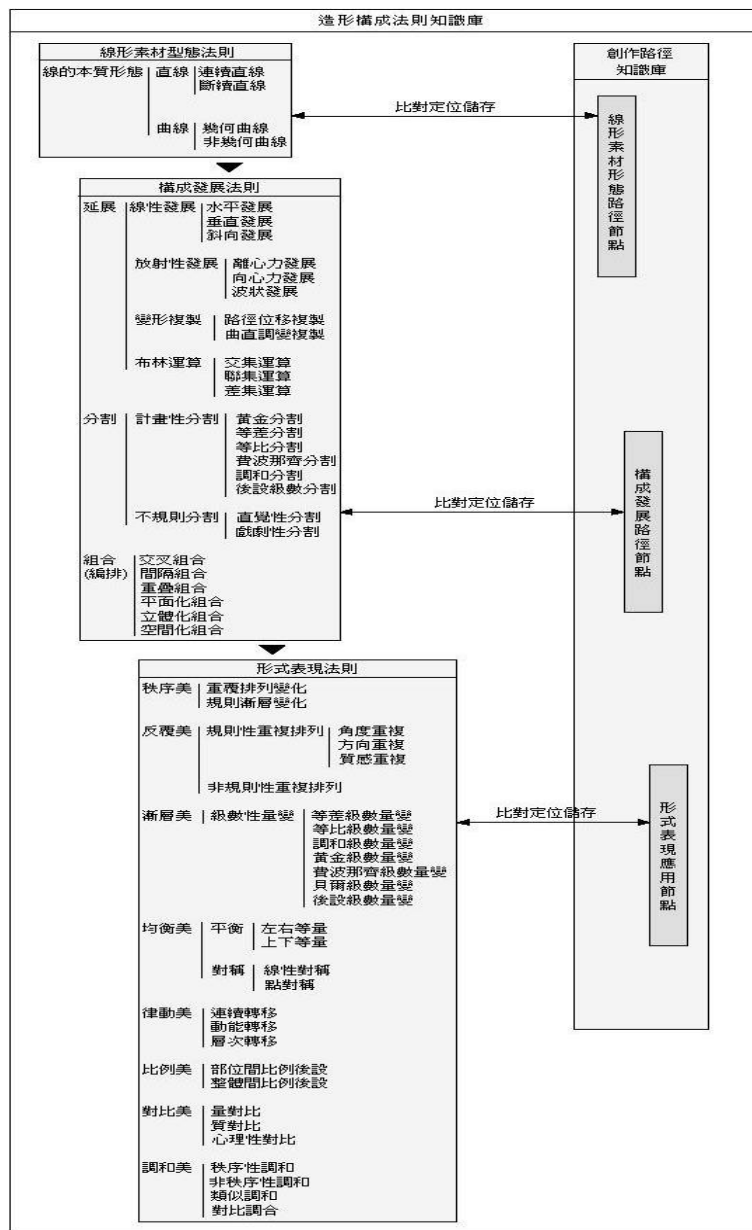 造形構成法則知識庫
線形素材型態法則
線的本質形態 直線 連續直線
斷續直線
曲線 幾何曲線
非幾何曲線
比對定位儲存
創作路徑
知識庫
線形素材形態路徑節點
構成發展法則
延展 線性發展 水平發展
垂直發展
斜向發展
放射性發展 離心力發展
向心力發展
波狀發展
變形複製 路徑位移複製
曲直調變複製
布林運算 交集運算
聯集運算
差集運算
分割 計畫性分割 黃金分割
等差分割
等比分割
費波那齊分割
調和分割
後設級數分割
不規則分割 直覺性分割
戲劇性分割
組合 交叉組合
(編排) 間隔組合
重疊組合
平面化組合
立體化組合
空間化組合
比對定位儲存
構成發展路徑節點
形式表現法則
秩序美 重覆排列變化
規則漸層變化
反覆美 規則性重複排列 角度重複
方向重複
質感重複
非規則性重複排列
漸層美 級數性量變 等差級數量變
等比級數量變
調和級數量變
黃金級數量變
費波那齊級數量變
貝爾級數量變
後設級數量變
均衡美 平衡 左右等量
上下等量
對稱 線性對稱
點對稱
律動美 連續轉移
動能轉移
層次轉移
比例美 部位間比例後設
整體間比例後設
對比美 量對比
質對比
心理性對比
調和美 秩序性調和
非秩序性調和
類似調和
對比調合
比對定位儲存
形式表現應用節點